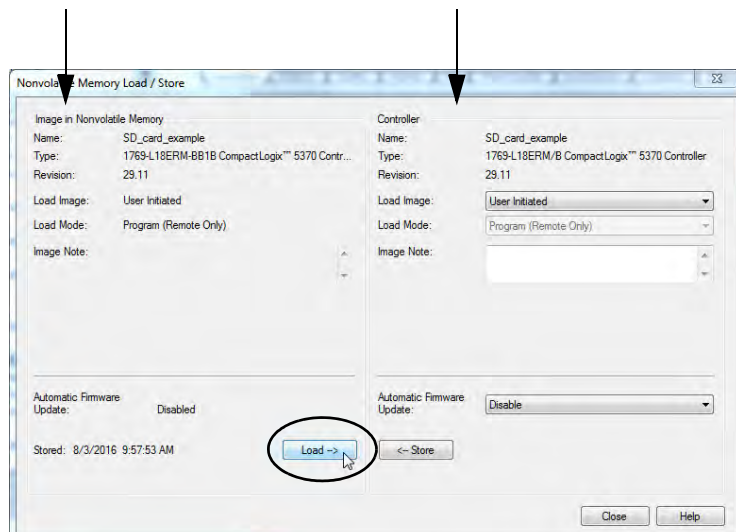 Nonvolatile Memory Load / Store
Image in Nonvolatile Memory
Name: SD_card_example
Type: 1769-L18ERM-BB1B CompactLogix™ 5370 Contr...
Revision: 29.11
Load Image: User Initiated
Load Mode: Program (Remote Only)
Image Note:
Automatic Firmware
Update: Disabled
Stored: 8/3/2016 9:57:53 AM
Load -->
Controller
Name: SD_card_example
Type: 1769-L18ERM/B CompactLogix™ 5370 Controller
Revision: 29.11
Load Image: User Initiated
Load Mode: Program (Remote Only)
Image Note:
Automatic Firmware
Update: Disable
<-- Store
Close
Help